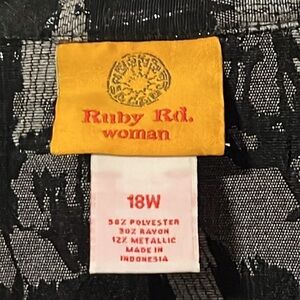 Ruby Rd.
woman
18W
58% POLYESTER
30% RAYON
12% METALLIC
MADE IN
INDONESIA